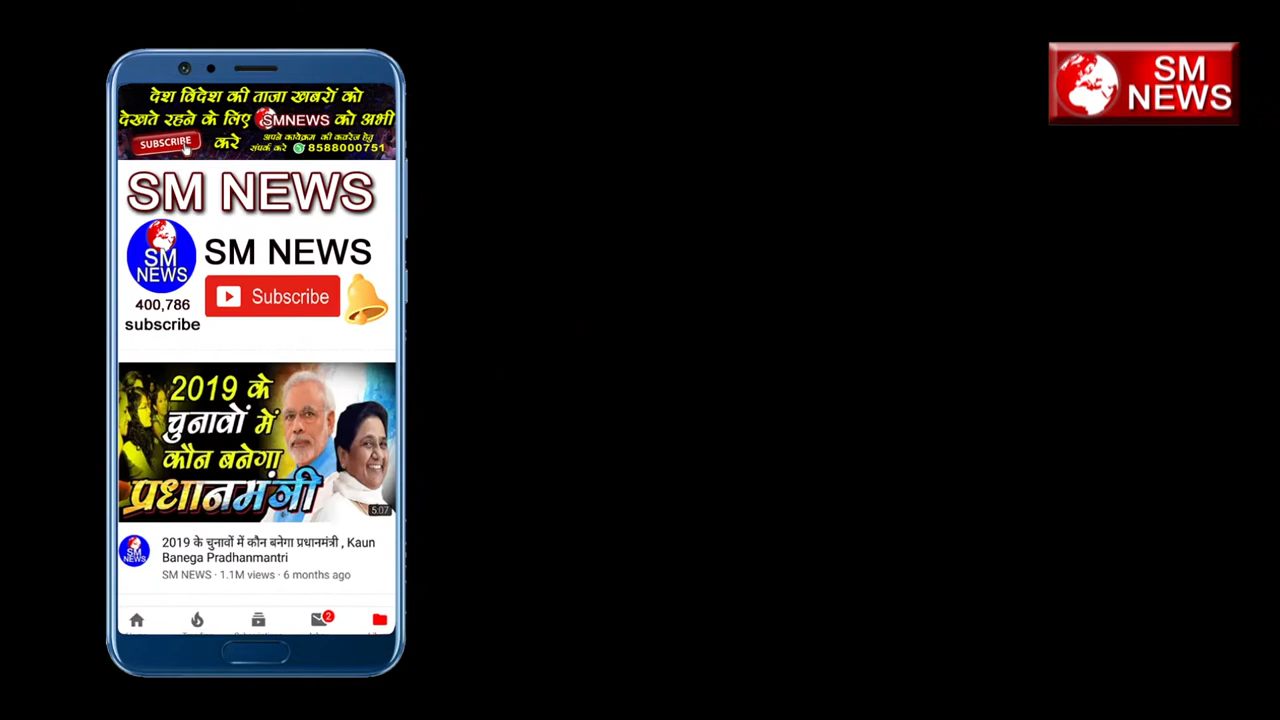 देश विदेश की ताजा खबरों को
देखते रहने के लिए SMNEWS को अभी
SUBSCRIBE करे अपने कार्यक्रम की कवरेज हेतु
संपर्क करे 8588000751
SM NEWS
SM NEWS
SM
NEWS
Subscribe
400,786
subscribe
2019 के
चुनावों में
कौन बनेगा
प्रधानमंत्री
5:07
SM
NEWS
2019 के चुनावों में कौन बनेगा प्रधानमंत्री , Kaun
Banega Pradhanmantri
SM NEWS · 1.1M views · 6 months ago
2
SM
NEWS